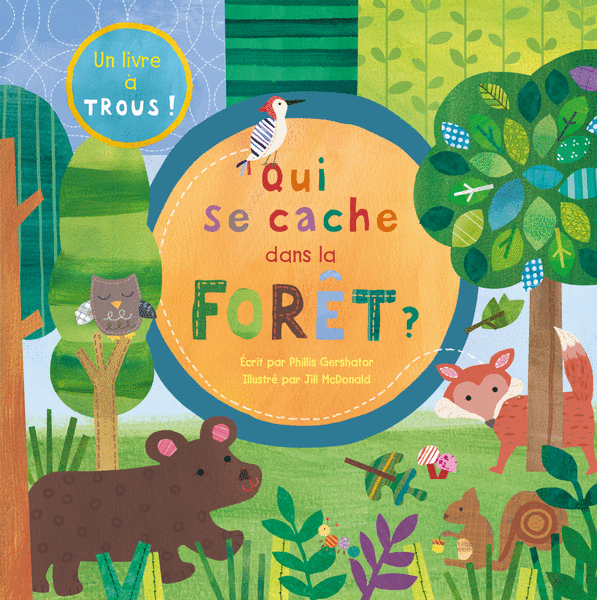 Un livre
à
TROUS !
Qui
se cache
dans la
FORÊT ?
Écrit par Phillis Gershator
Illustré par Jill McDonald